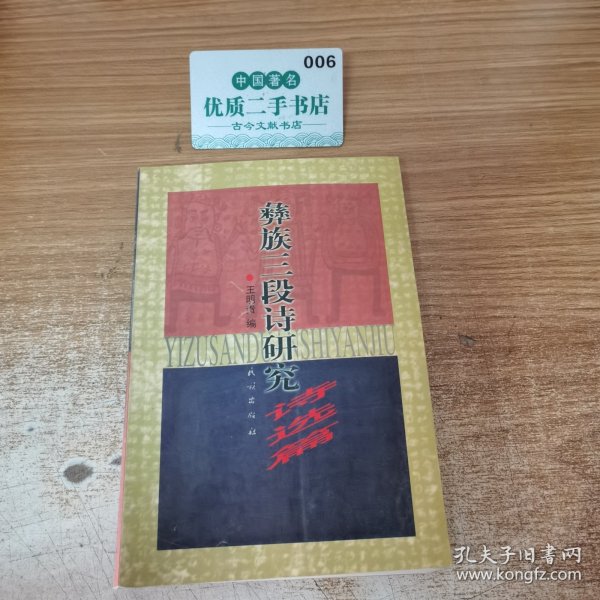 006
中国著名
优质二手书店
古今文献书店
彝族三段诗研究
王明贵 编
YIZUSANDUANSHIYANJIU
诗选篇
民族出版社
孔夫子旧书网
www.kongfz.com